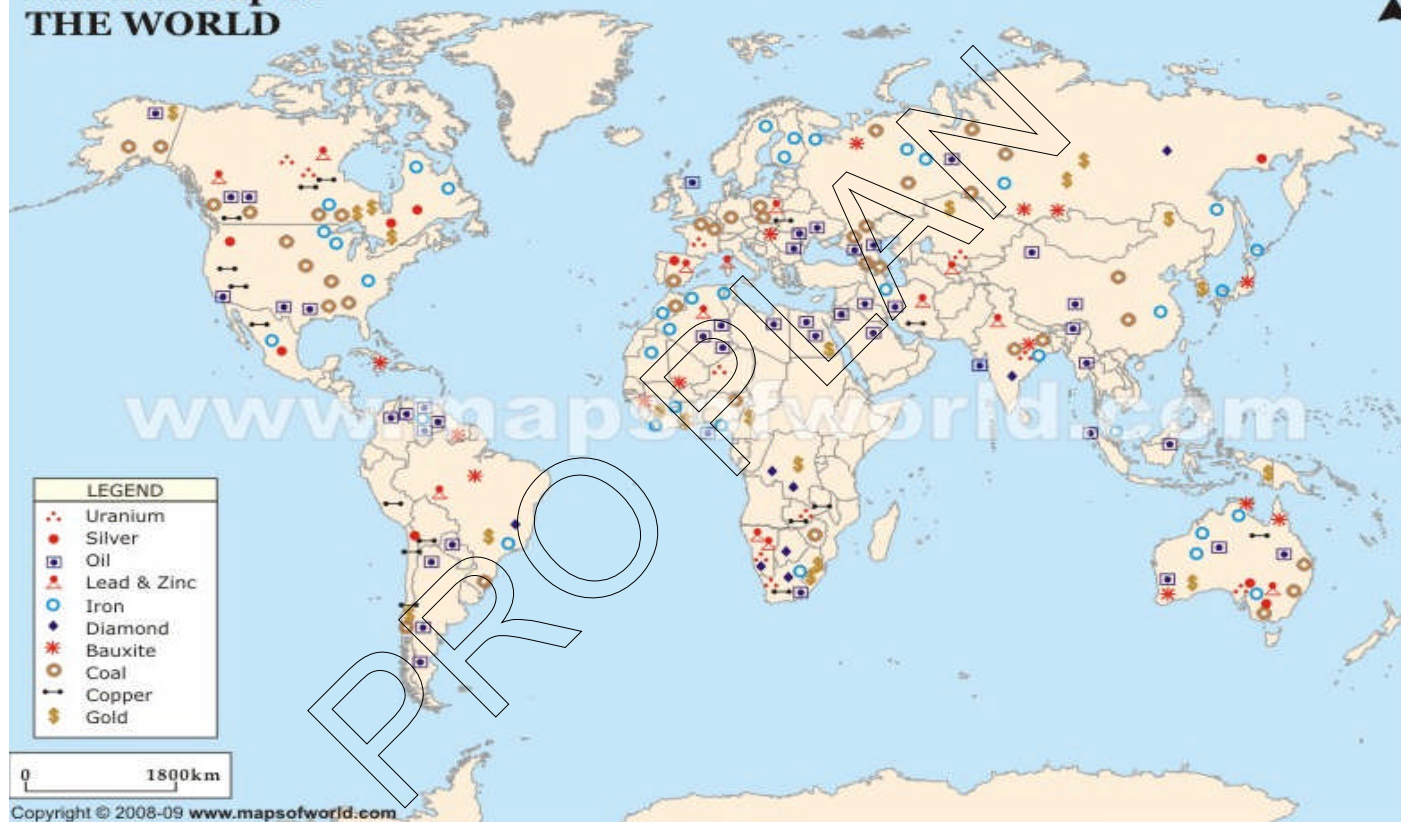 THE WORLD
www.mapsofworld.com
PRO PLAN
LEGEND
Uranium
Silver
Oil
Lead & Zinc
Iron
Diamond
Bauxite
Coal
Copper
Gold
0 1800km
Copyright © 2008-09 www.mapsofworld.com